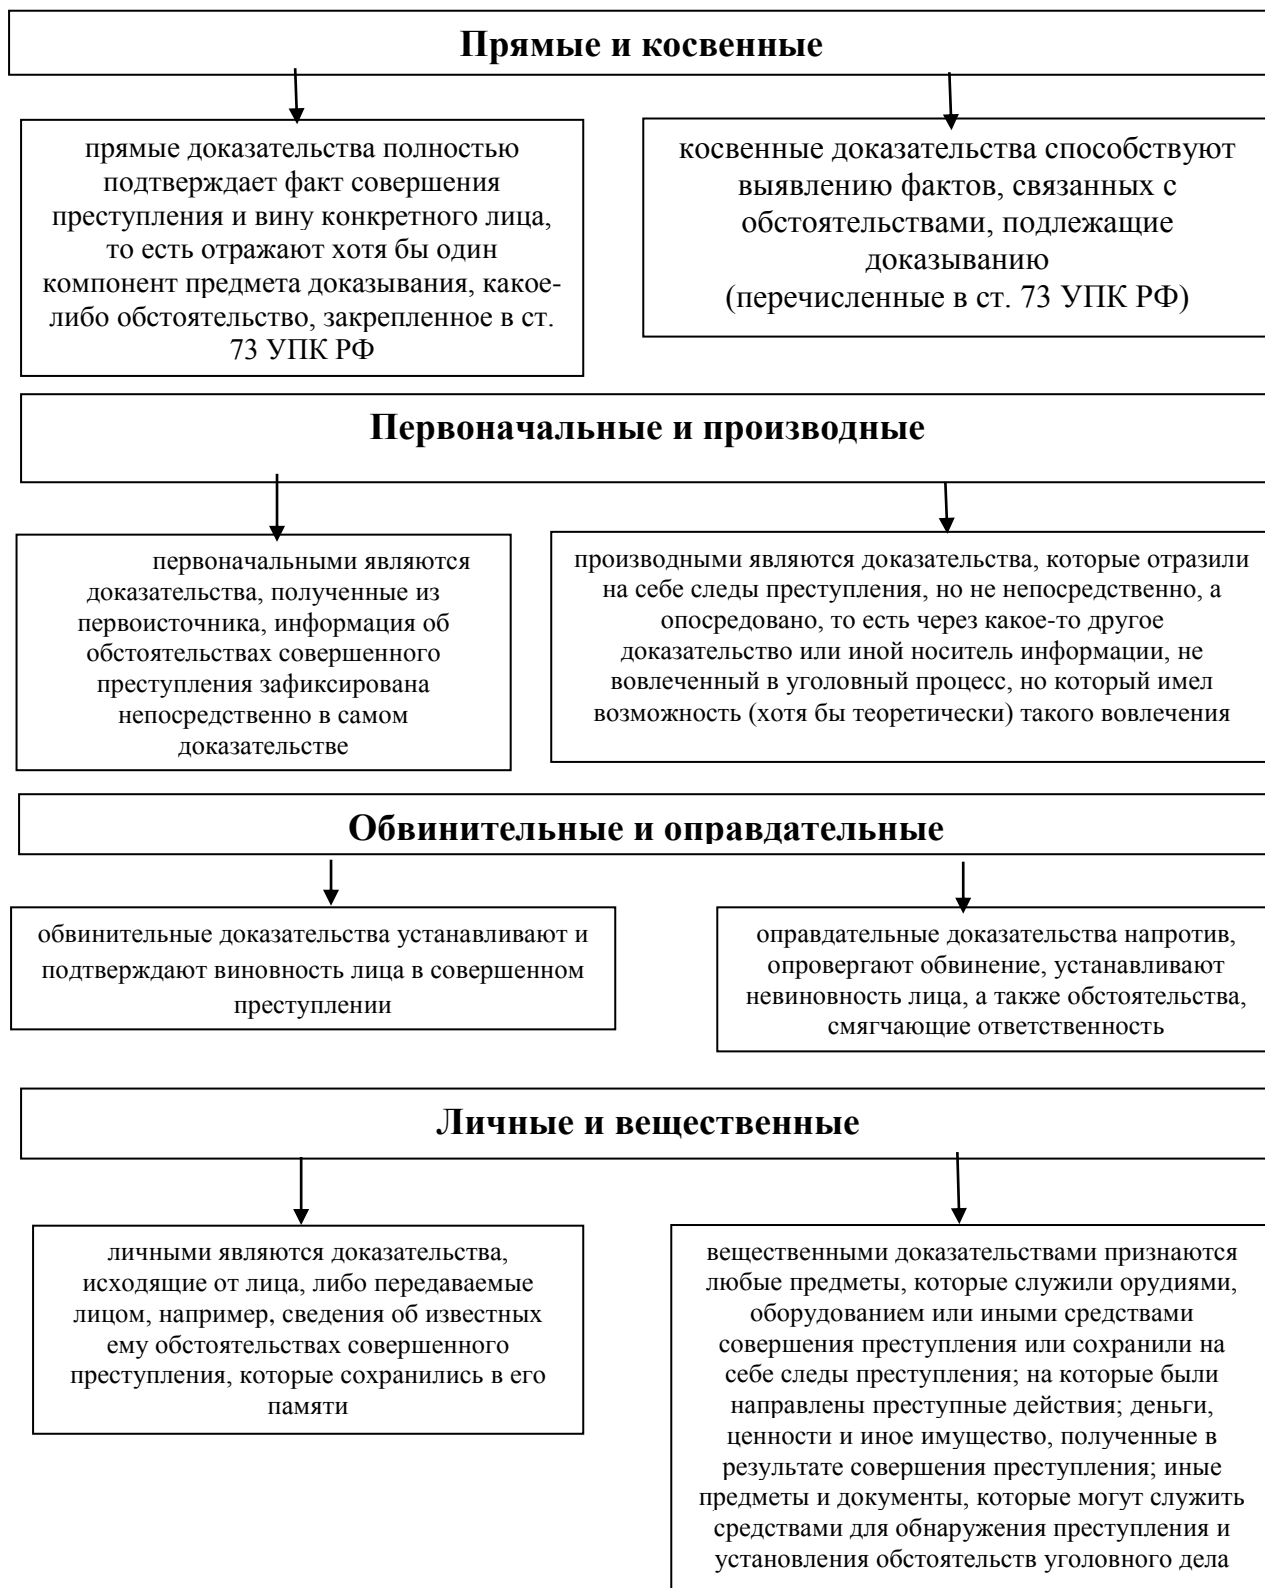 Прямые и косвенные
прямые доказательства полностью
подтверждает факт совершения
преступления и вину конкретного лица,
то есть отражают хотя бы один
компонент предмета доказывания, какое-
либо обстоятельство, закрепленное в ст.
73 УПК РФ
косвенные доказательства способствуют
выявлению фактов, связанных с
обстоятельствами, подлежащие
доказыванию
(перечисленные в ст. 73 УПК РФ)
Первоначальные и производные
первоначальными являются
доказательства, полученные из
первоисточника, информация об
обстоятельствах совершенного
преступления зафиксирована
непосредственно в самом
доказательстве
производными являются доказательства, которые отразили
на себе следы преступления, но не непосредственно, а
опосредовано, то есть через какое-то другое
доказательство или иной носитель информации, не
вовлеченный в уголовный процесс, но который имел
возможность (хотя бы теоретически) такого вовлечения
Обвинительные и оправдательные
обвинительные доказательства устанавливают и
подтверждают виновность лица в совершенном
преступлении
оправдательные доказательства напротив,
опровергают обвинение, устанавливают
невиновность лица, а также обстоятельства,
смягчающие ответственность
Личные и вещественные
личными являются доказательства,
исходящие от лица, либо передаваемые
лицом, например, сведения об известных
ему обстоятельствах совершенного
преступления, которые сохранились в его
памяти
вещественными доказательствами признаются
любые предметы, которые служили орудиями,
оборудованием или иными средствами
совершения преступления или сохранили на
себе следы преступления; на которые были
направлены преступные действия; деньги,
ценности и иное имущество, полученные в
результате совершения преступления; иные
предметы и документы, которые могут служить
средствами для обнаружения преступления и
установления обстоятельств уголовного дела